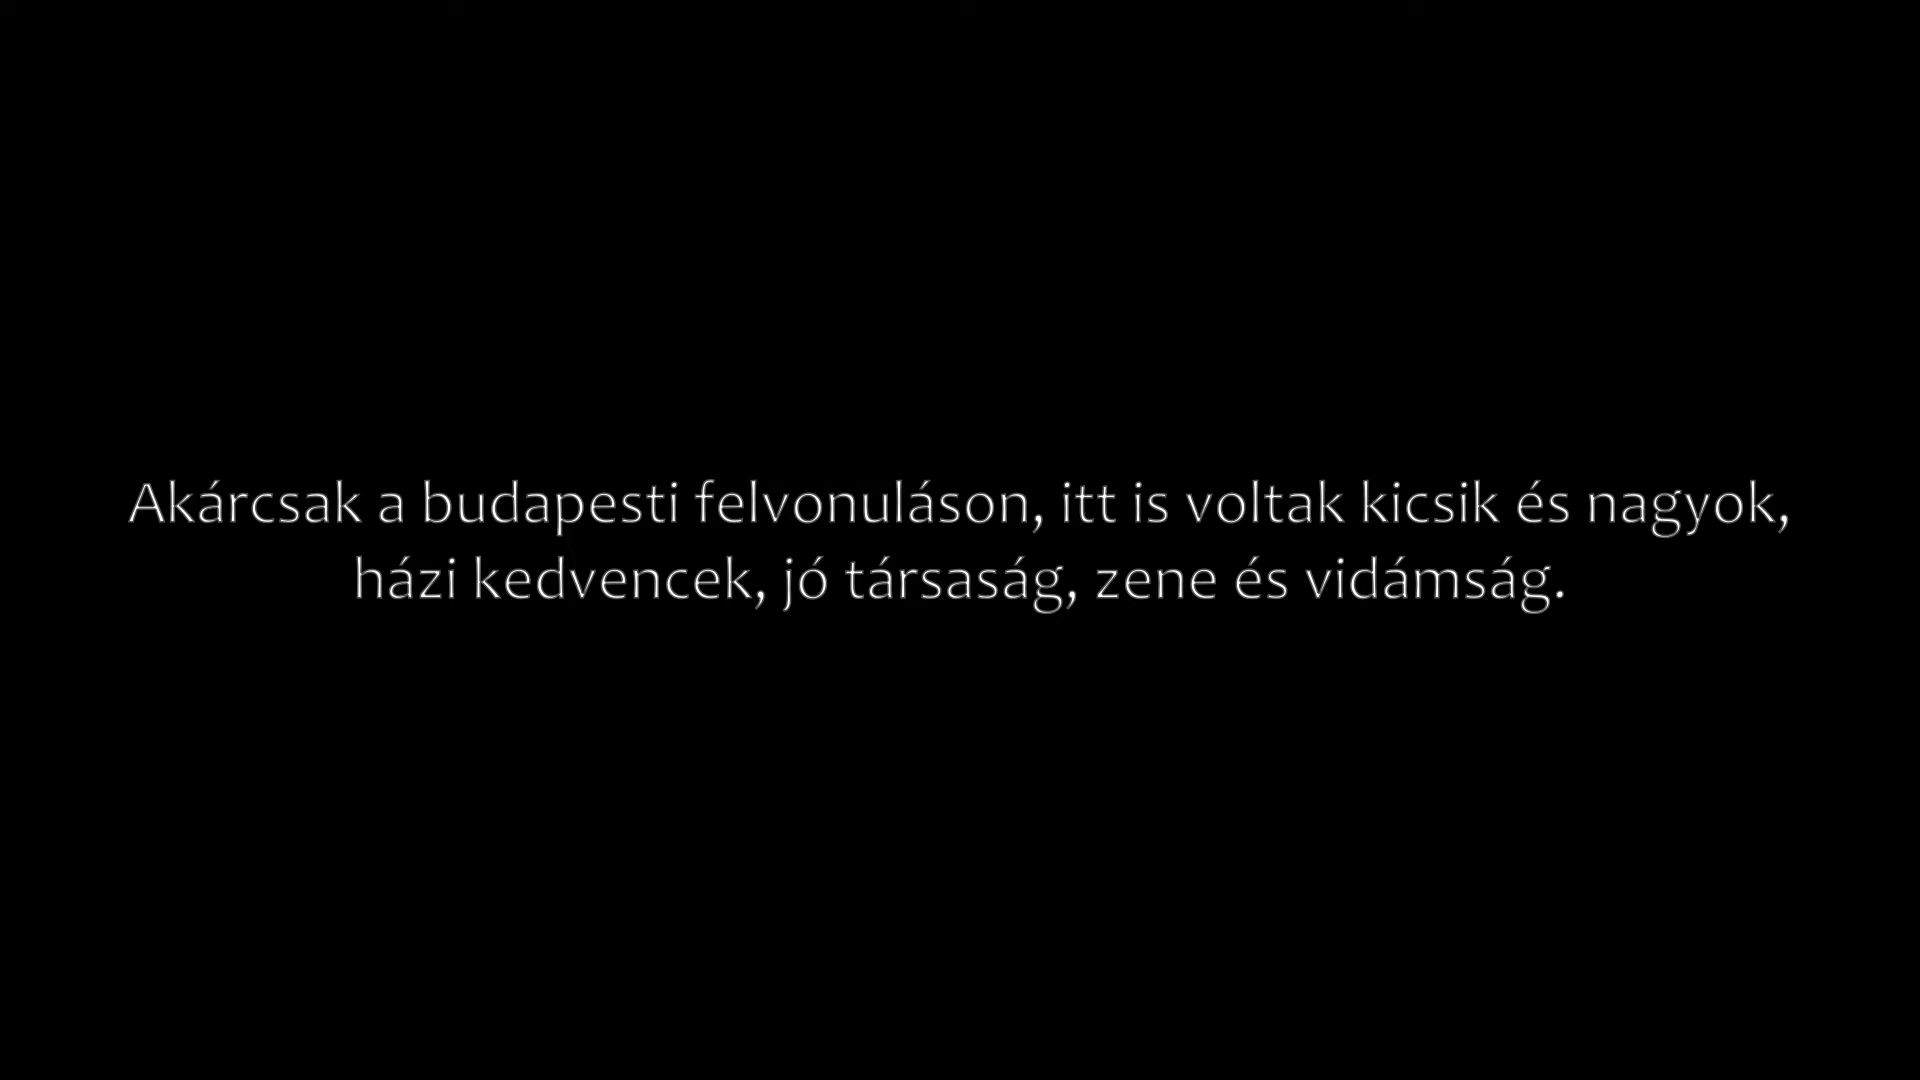 Akárcsak a budapesti felvonuláson, itt is voltak kicsik és nagyok,
házi kedvencek, jó társaság, zene és vidámság.